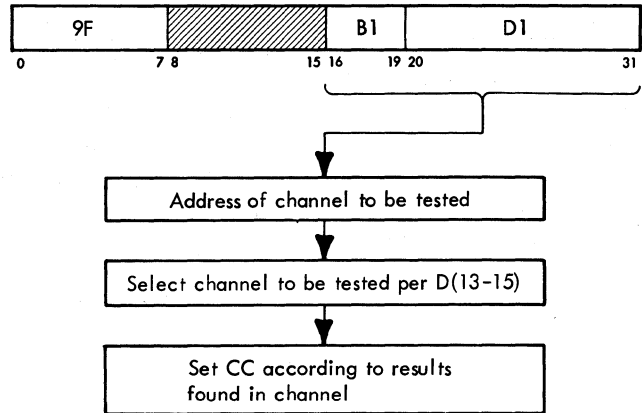 9F B1 D1
0 7 8 15 16 19 20 31
Address of channel to be tested
Select channel to be tested per D(13-15)
Set CC according to results
found in channel